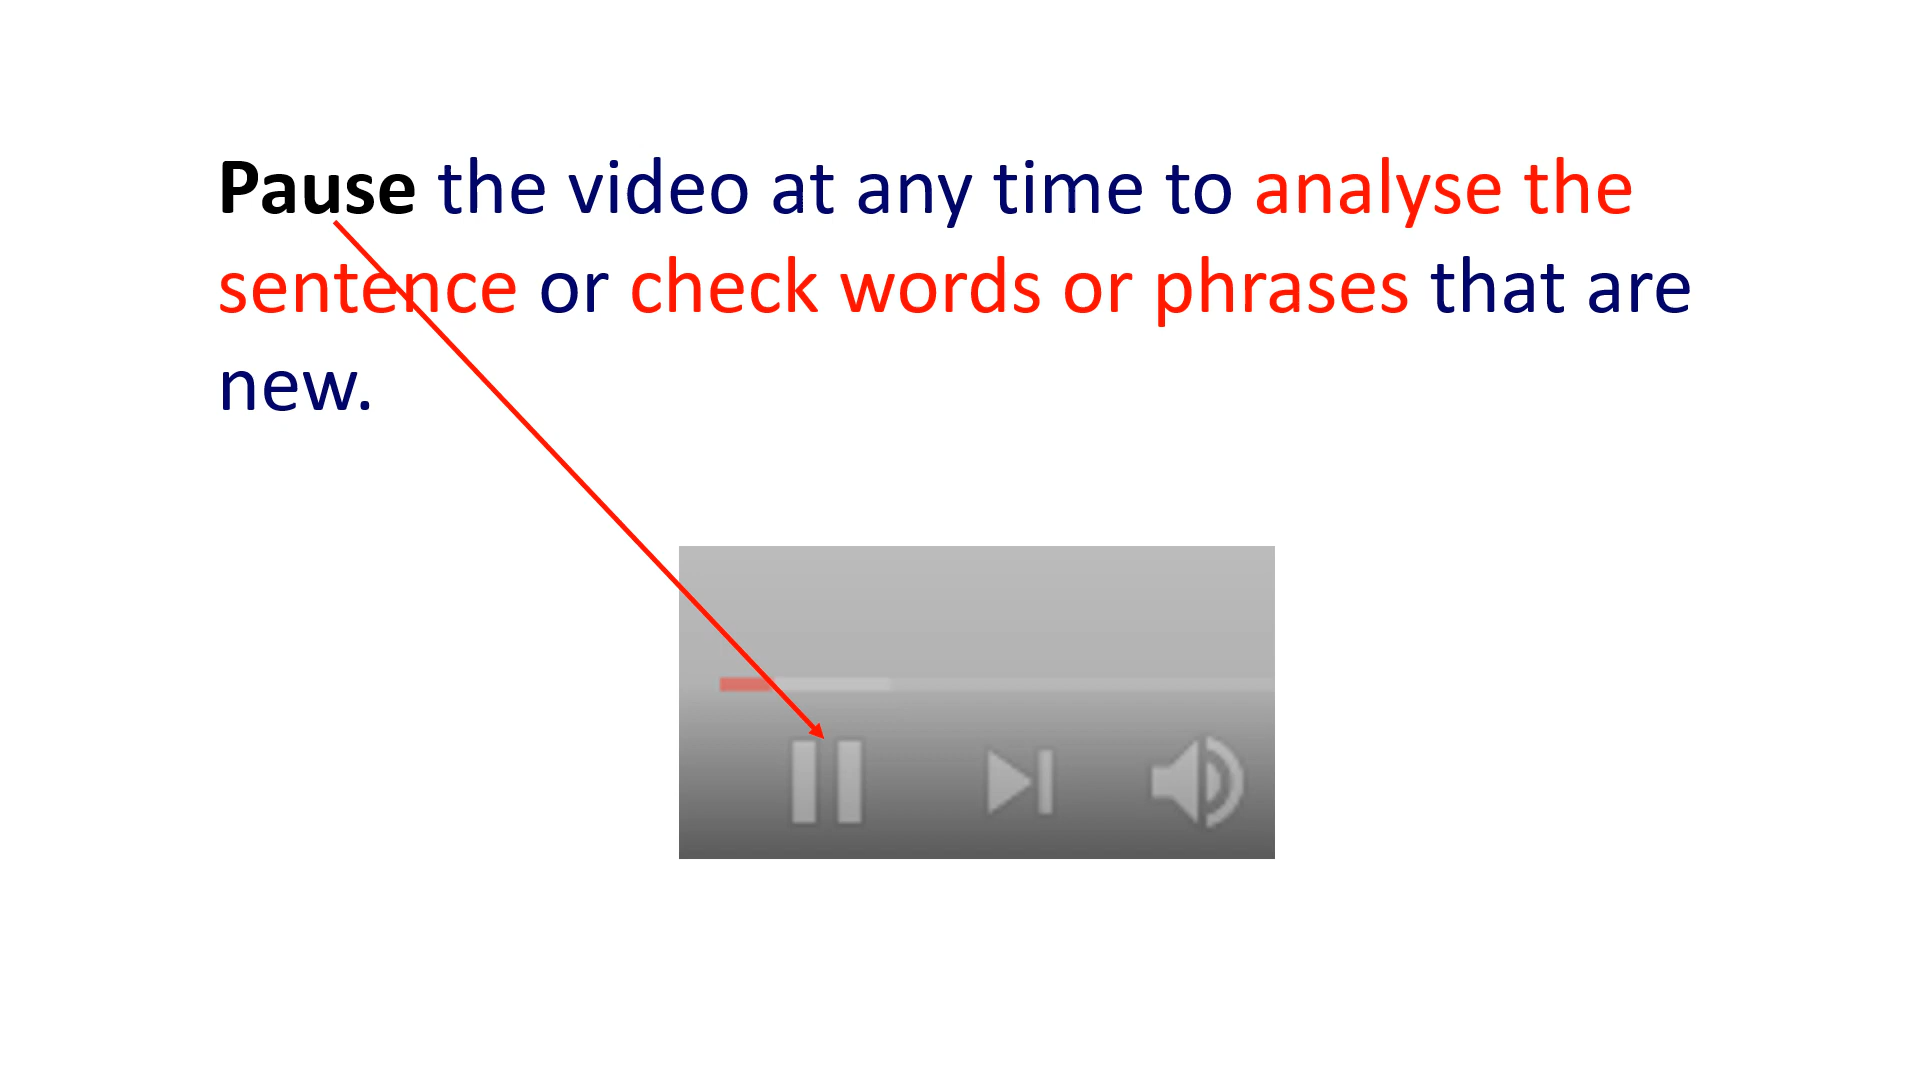 Pause the video at any time to analyse the
sentence or check words or phrases that are
new.